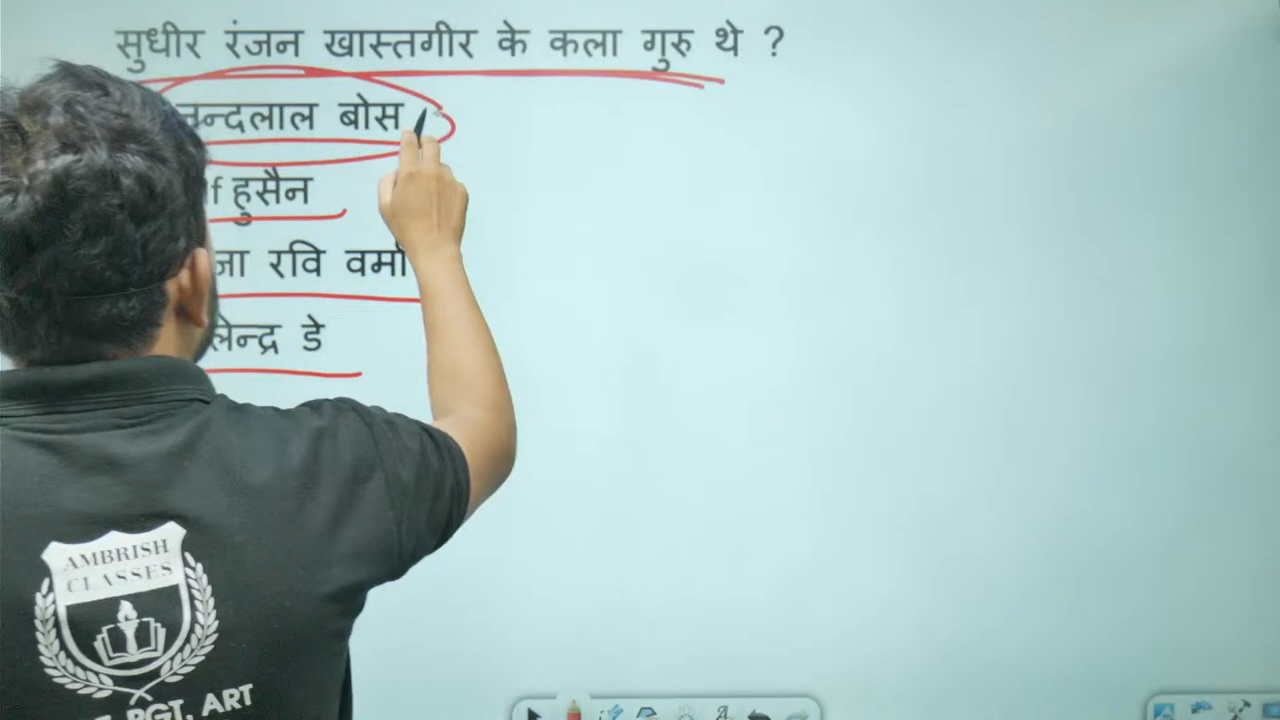 सुधीर रंजन खास्तगीर के कला गुरु थे ?
नन्दलाल बोस
हुसैन
रवि वर्मा
डे
AMBRISH
CLASSES
PGT, ART